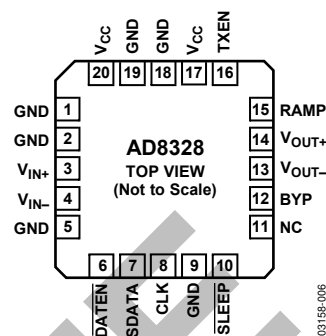 VCC
GND
GND
VCC
TXEN
20
19
18
17
16
GND 1
GND 2
VIN+ 3
VIN– 4
GND 5
AD8328
TOP VIEW
(Not to Scale)
15 RAMP
14 VOUT+
13 VOUT–
12 BYP
11 NC
6
7
8
9
10
DATEN
SDATA
CLK
GND
SLEEP
03158-006